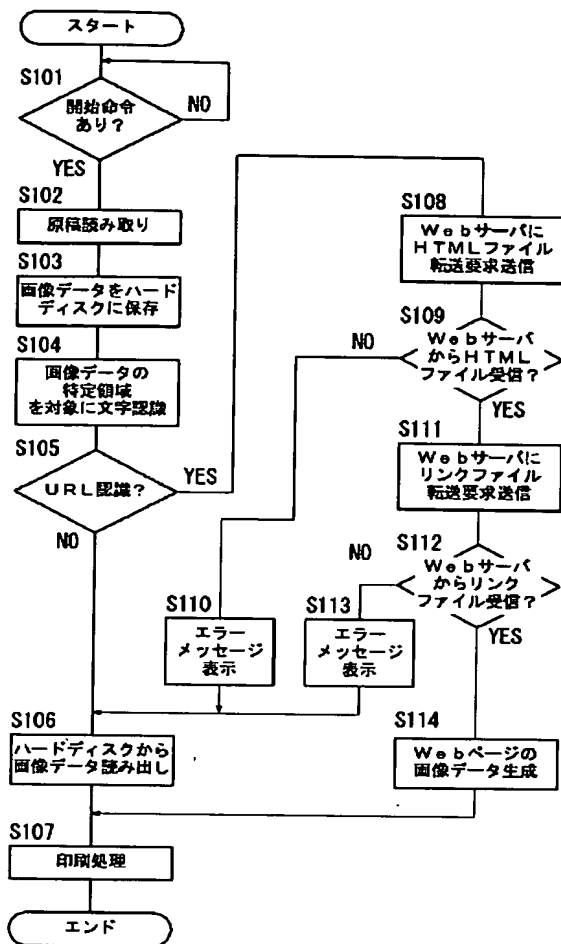 スタート
S101
開始命令
あり?
NO
YES
S102
原稿読み取り
S103
画像データをハード
ディスクに保存
S104
画像データの
特定領域
を対象に文字認識
S105
URL認識?
YES
NO
S108
Webサーバに
HTMLファイル
転送要求送信
S109
Webサーバ
からHTML
ファイル受信?
NO
YES
S111
Webサーバに
リンクファイル
転送要求送信
S112
Webサーバ
からリンク
ファイル受信?
NO
YES
S110
エラー
メッセージ
表示
S113
エラー
メッセージ
表示
S106
ハードディスクから
画像データ読み出し
S114
Webページの
画像データ生成
S107
印刷処理
エンド